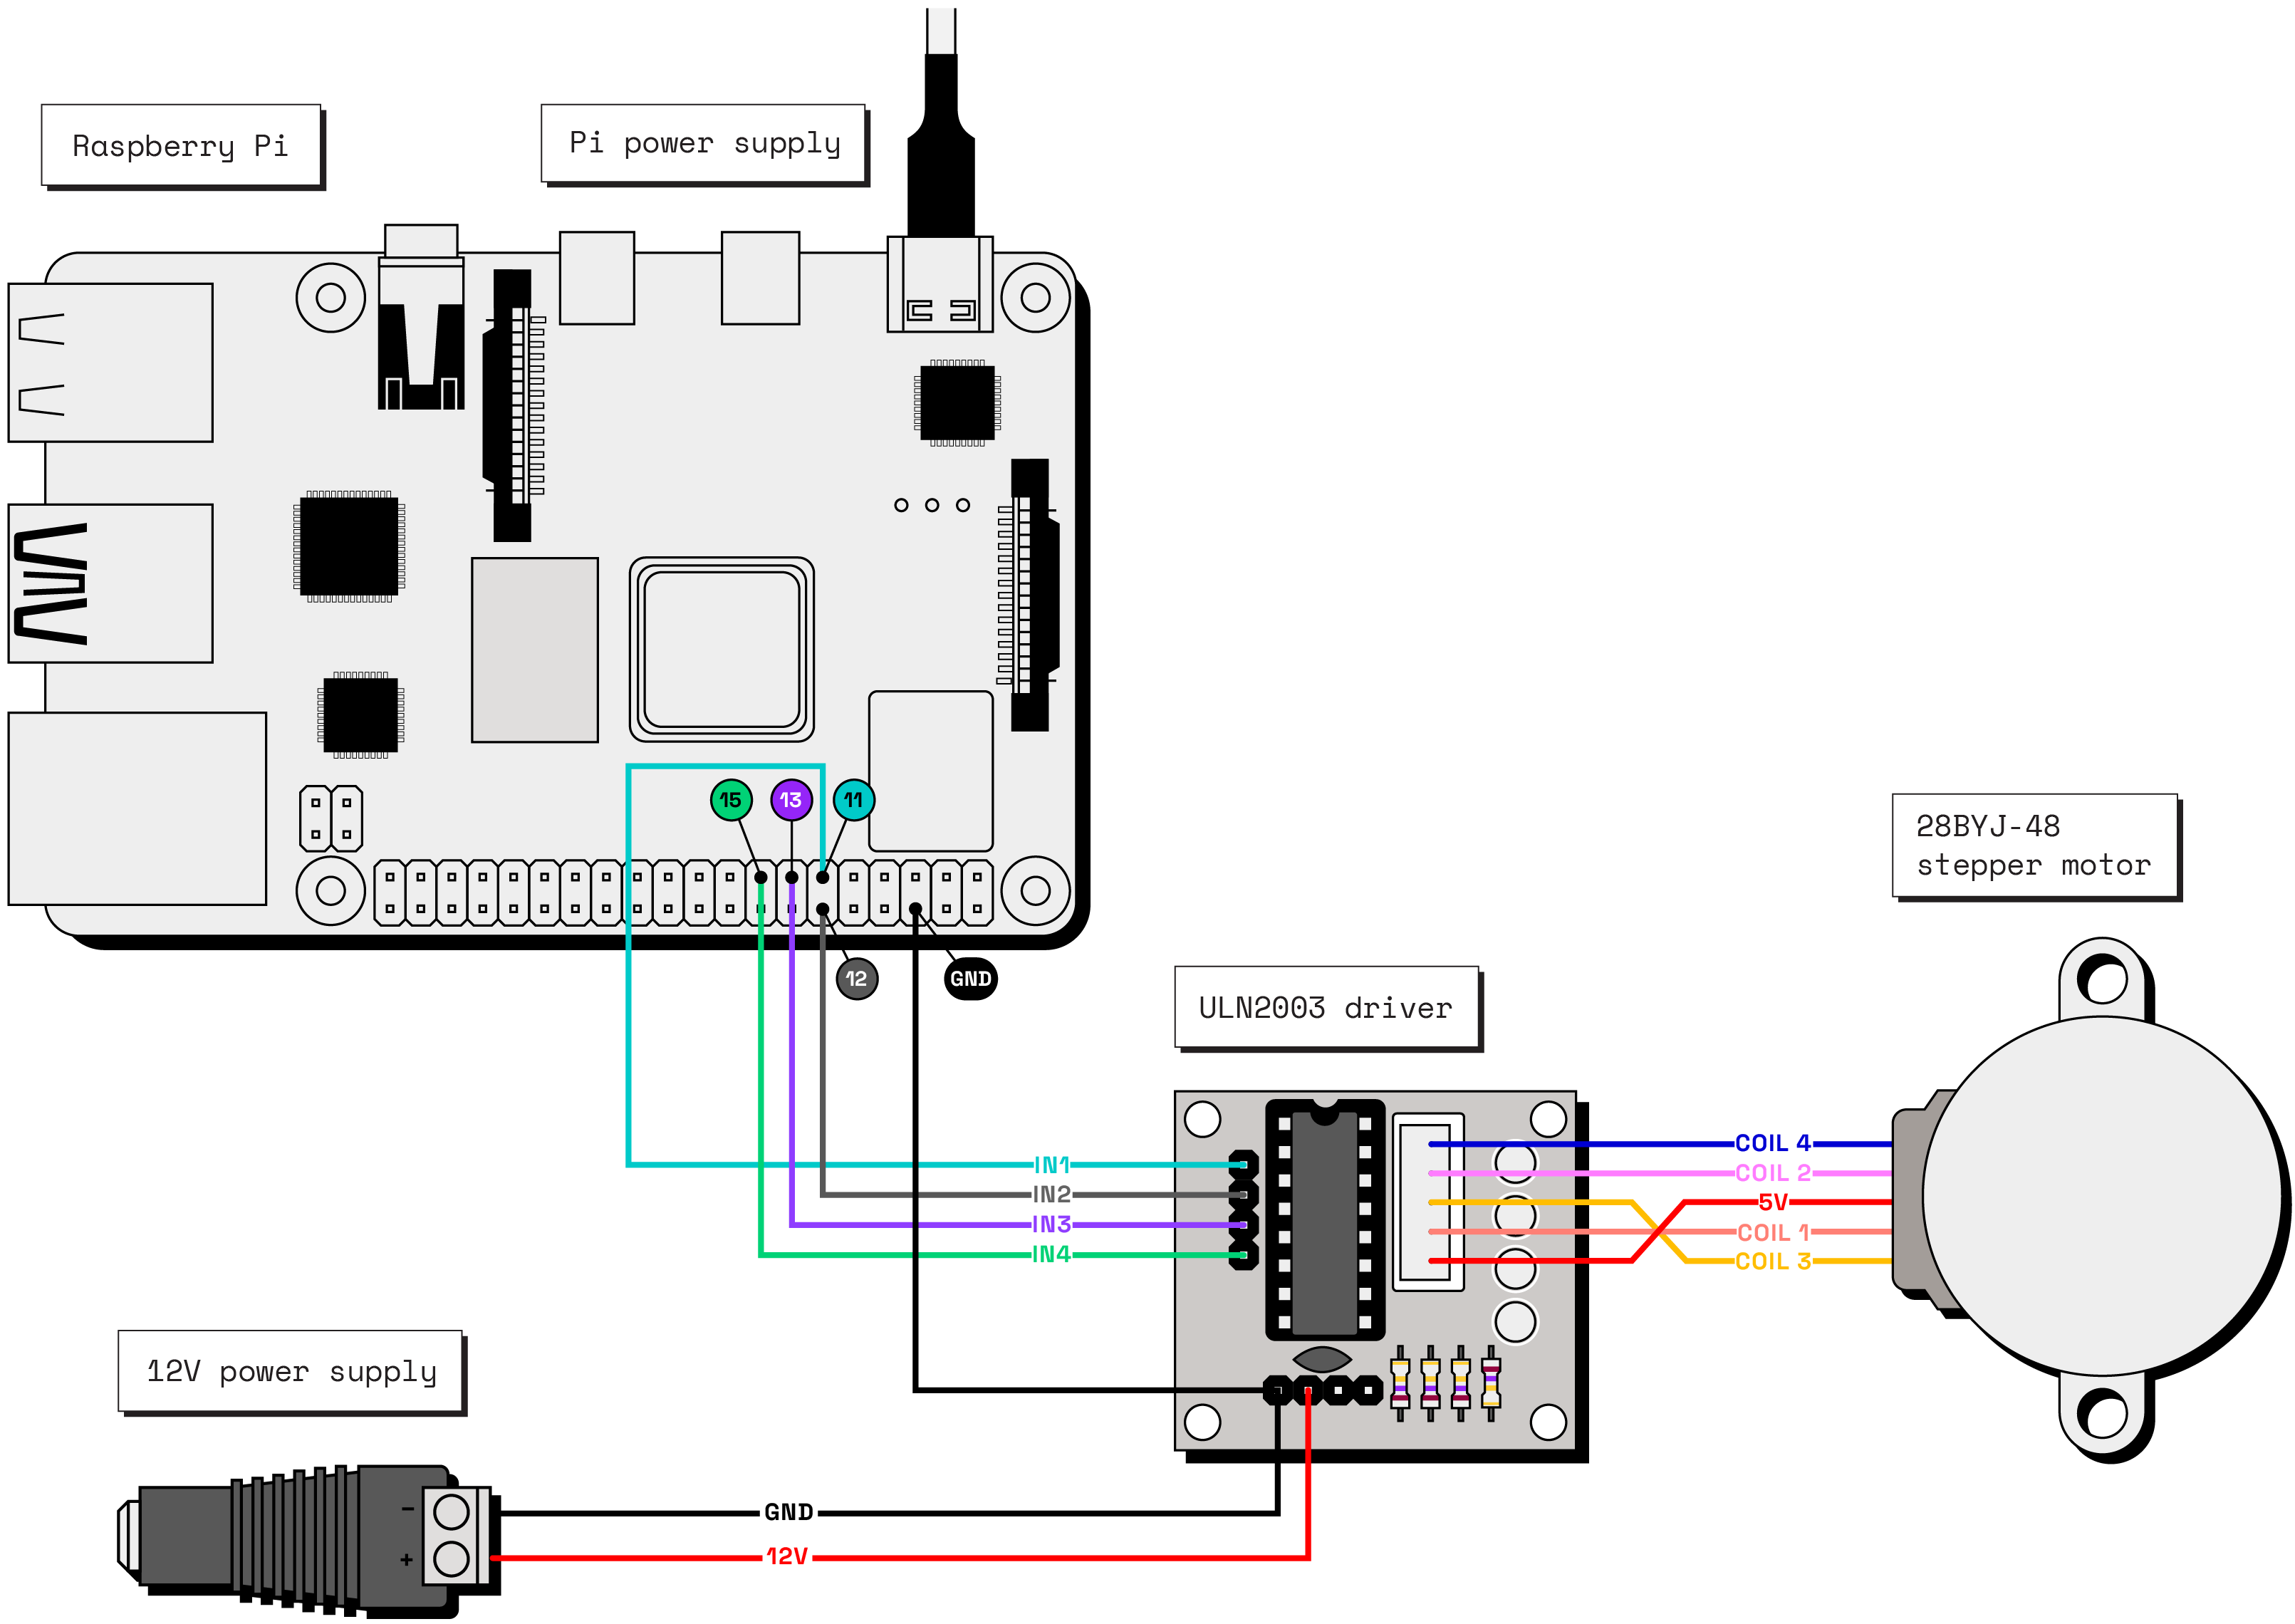 Raspberry Pi
Pi power supply
15
13
11
12
GND
28BYJ-48
stepper motor
ULN2003 driver
COIL 4
IN1
COIL 2
IN2
5V
IN3
COIL 1
IN4
COIL 3
12V power supply
-
GND
+
12V